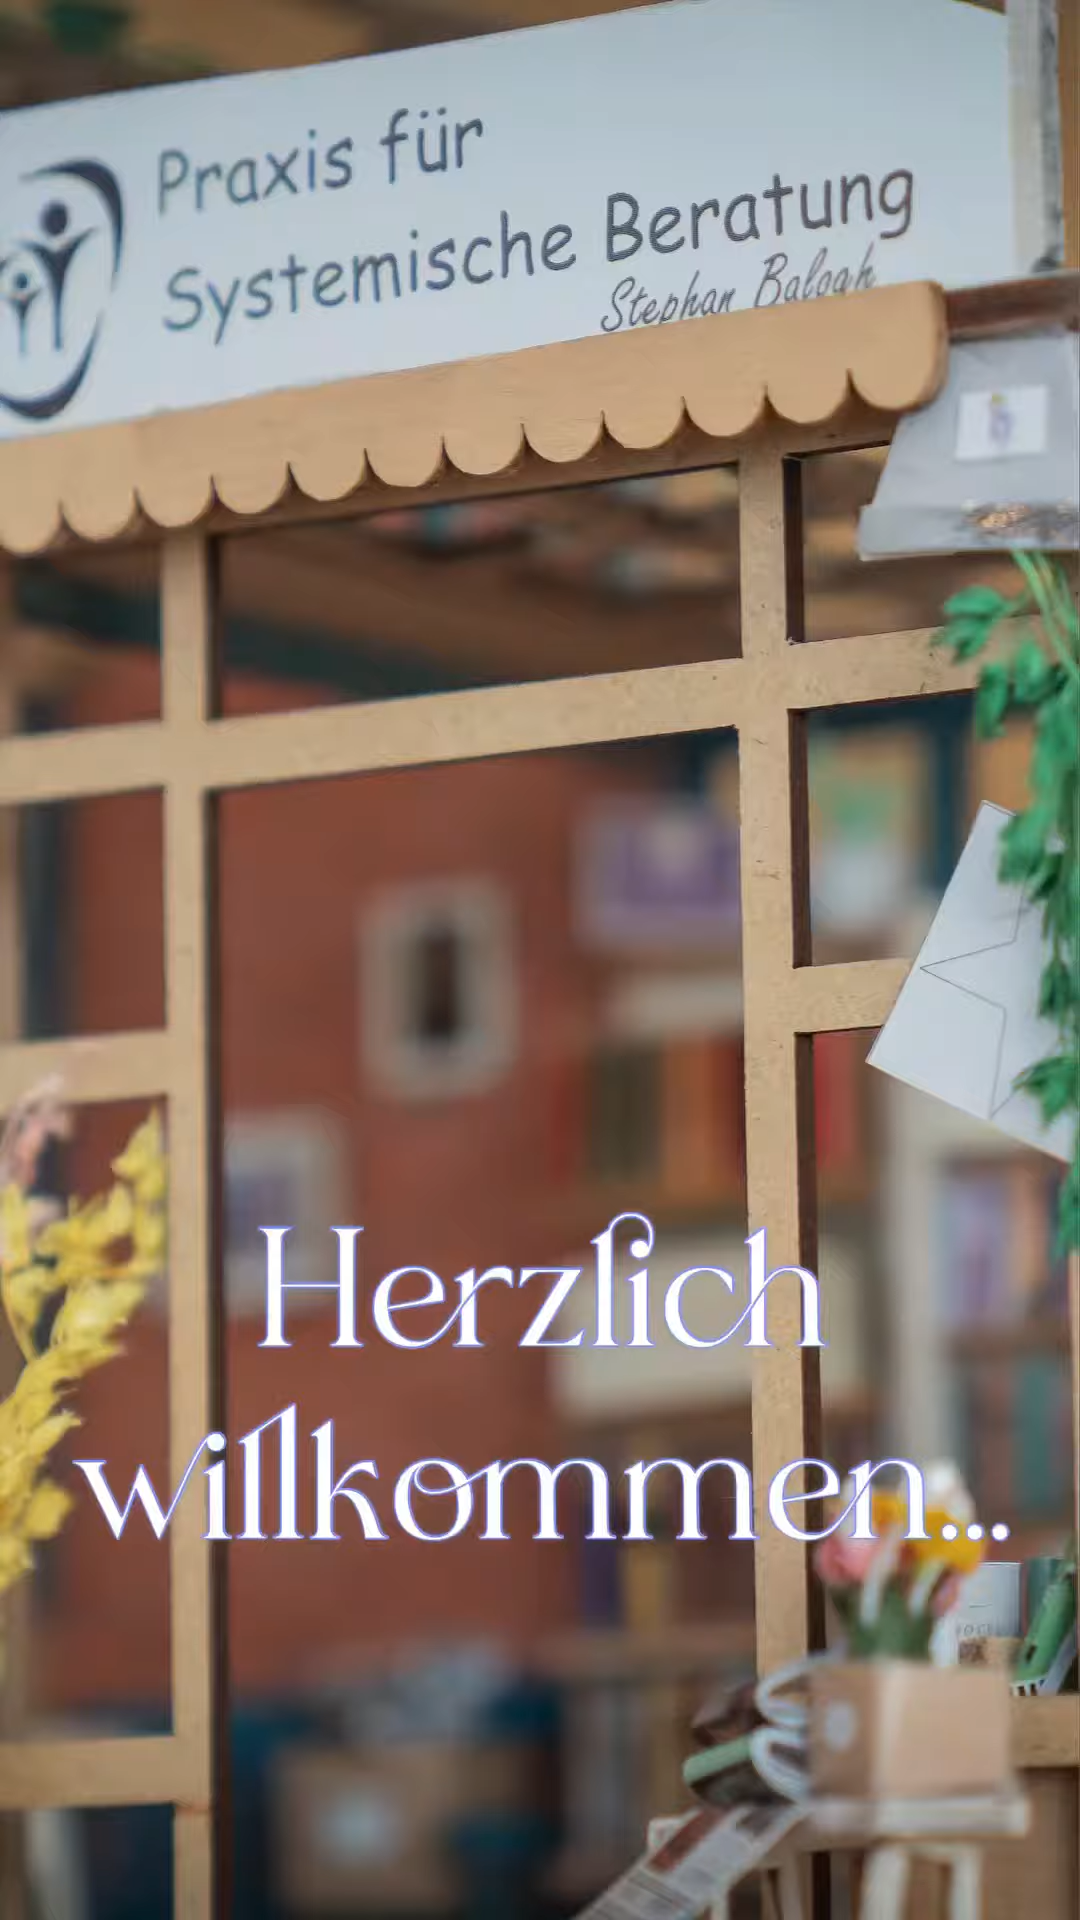 Praxis für
Systemische Beratung
Stephan Balogh
Herzlich
willkommen...